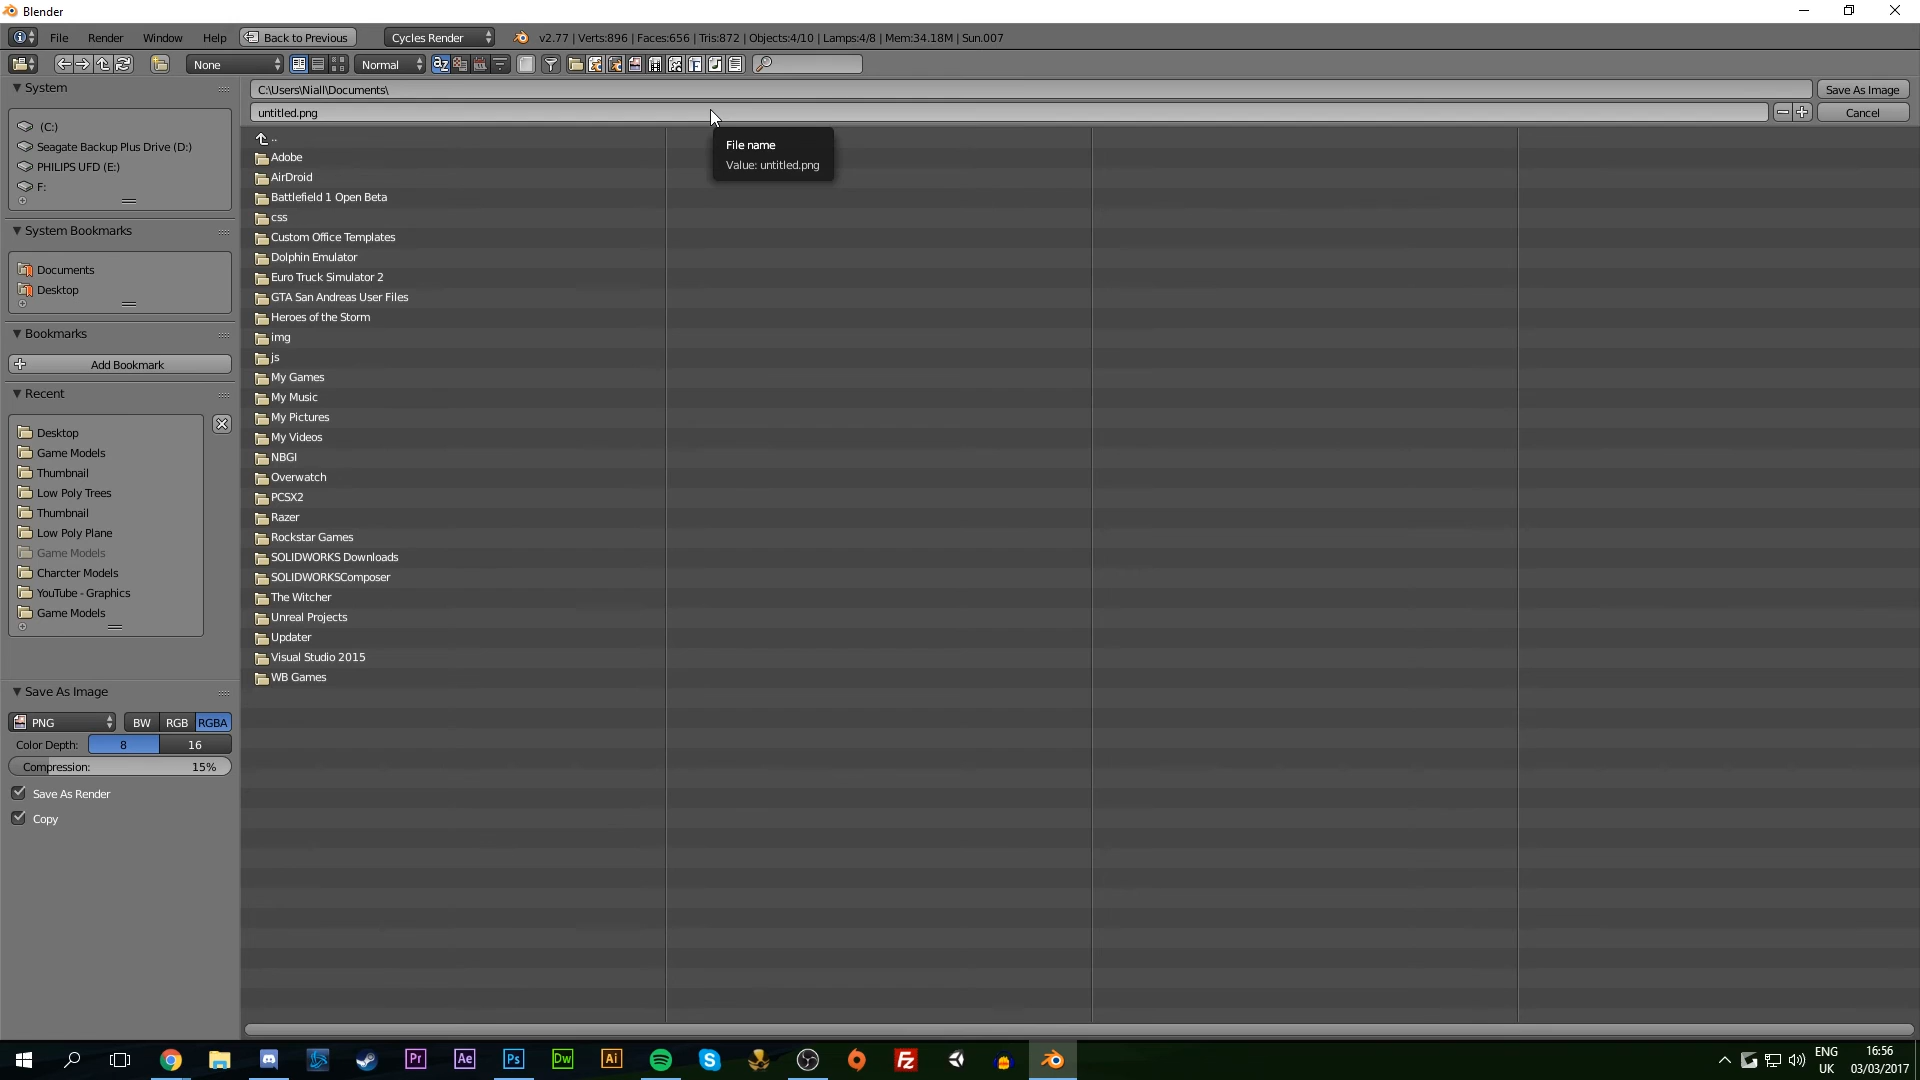 Blender
File Render Window Help Back to Previous Cycles Render v2.77 | Verts:896 | Faces:656 | Tris:872 | Objects:4/10 | Lamps:4/8 | Mem:34.18M | Sun.007
None Normal
System
(C:)
Seagate Backup Plus Drive (D:)
PHILIPS UFD (E:)
F:
System Bookmarks
Documents
Desktop
Bookmarks
Add Bookmark
Recent
Desktop
Game Models
Thumbnail
Low Poly Trees
Thumbnail
Low Poly Plane
Game Models
Charcter Models
YouTube - Graphics
Game Models
Save As Image
PNG BW RGB RGBA
Color Depth: 8 16
Compression: 15%
Save As Render
Copy
C:\Users\Niall\Documents\ Save As Image
untitled.png Cancel
File name
Value: untitled.png
..
Adobe
AirDroid
Battlefield 1 Open Beta
css
Custom Office Templates
Dolphin Emulator
Euro Truck Simulator 2
GTA San Andreas User Files
Heroes of the Storm
img
js
My Games
My Music
My Pictures
My Videos
NBGI
Overwatch
PCSX2
Razer
Rockstar Games
SOLIDWORKS Downloads
SOLIDWORKSComposer
The Witcher
Unreal Projects
Updater
Visual Studio 2015
WB Games
Pr Ae Ps Dw Ai Fz
ENG 16:56
UK 03/03/2017